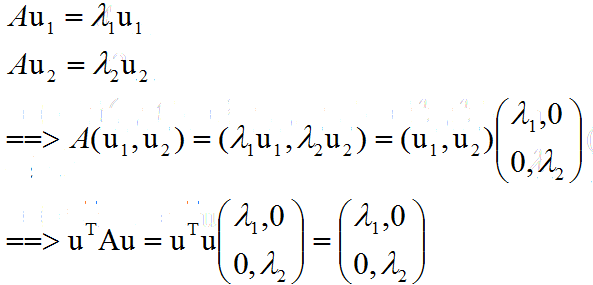 Au₁ = λ₁u₁
Au₂ = λ₂u₂
==> A(u₁,u₂) = (λ₁u₁,λ₂u₂) = (u₁,u₂)(λ₁,0
0,λ₂)
==> uᵀAu = uᵀu(λ₁,0
0,λ₂) = (λ₁,0
0,λ₂)